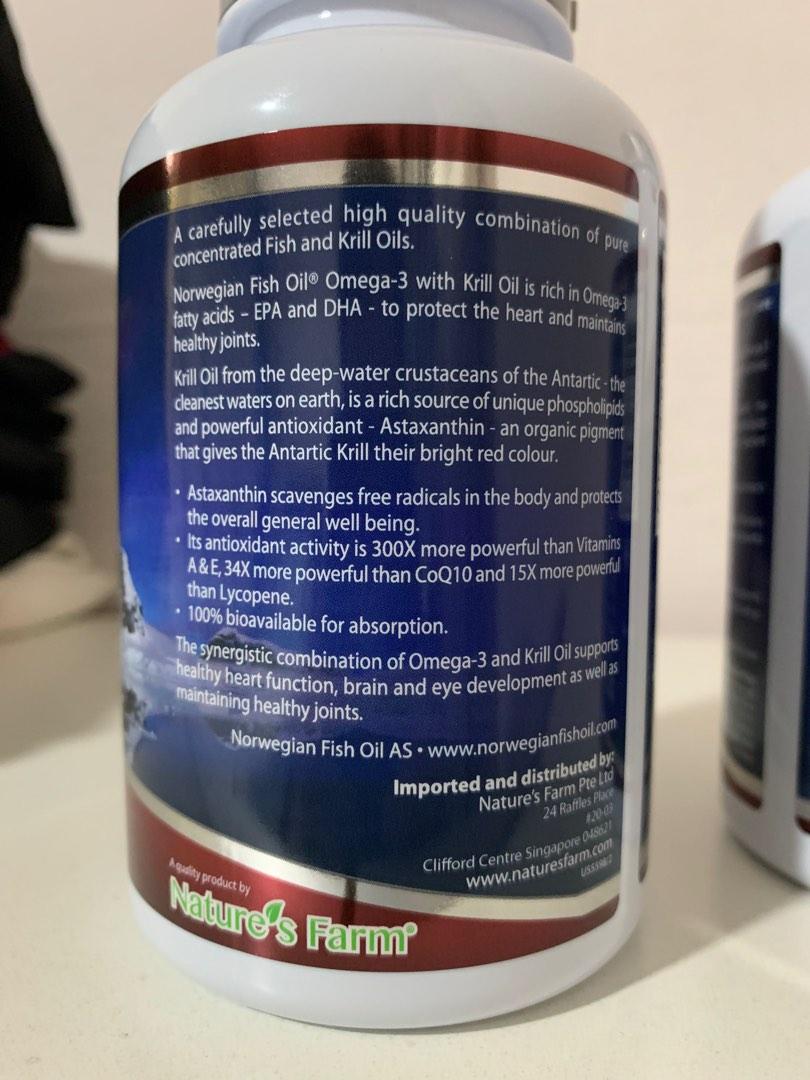 A carefully selected high quality combination of pure
concentrated Fish and Krill Oils.
Norwegian Fish Oil® Omega-3 with Krill Oil is rich in Omega-3
fatty acids – EPA and DHA - to protect the heart and maintains
healthy joints.
Krill Oil from the deep-water crustaceans of the Antartic - the
cleanest waters on earth, is a rich source of unique phospholipids
and powerful antioxidant - Astaxanthin - an organic pigment
that gives the Antartic Krill their bright red colour.
• Astaxanthin scavenges free radicals in the body and protects
the overall general well being.
• Its antioxidant activity is 300X more powerful than Vitamins
A & E, 34X more powerful than CoQ10 and 15X more powerful
than Lycopene.
• 100% bioavailable for absorption.
The synergistic combination of Omega-3 and Krill Oil supports
healthy heart function, brain and eye development as well as
maintaining healthy joints.
Norwegian Fish Oil AS • www.norwegianfishoil.com
Imported and distributed by:
Nature's Farm Pte Ltd
24 Raffles Place
#20-03
Clifford Centre Singapore 048621
www.naturesfarm.com
A quality product by
Nature's Farm®